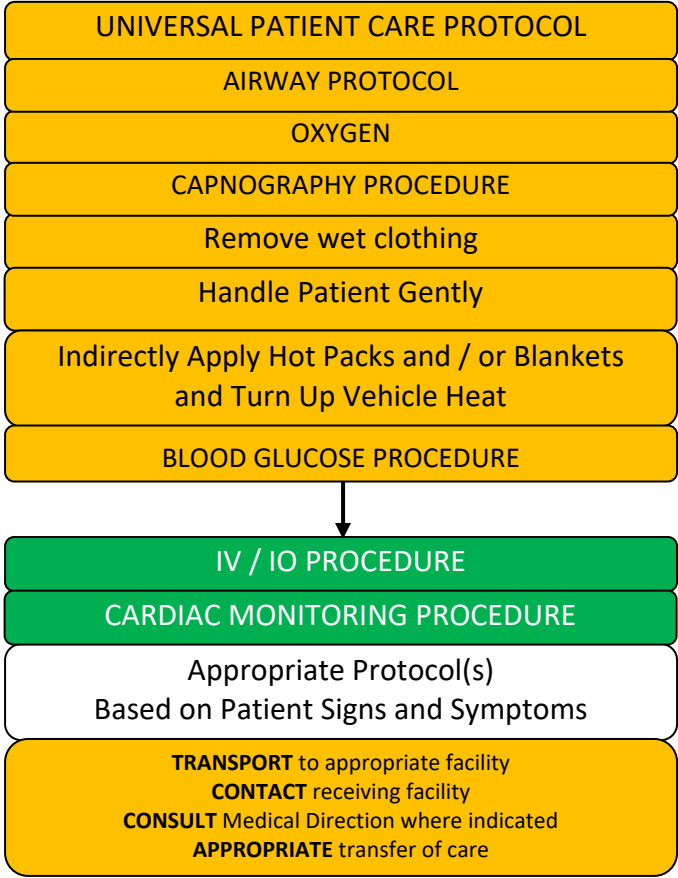 UNIVERSAL PATIENT CARE PROTOCOL
AIRWAY PROTOCOL
OXYGEN
CAPNOGRAPHY PROCEDURE
Remove wet clothing
Handle Patient Gently
Indirectly Apply Hot Packs and / or Blankets
and Turn Up Vehicle Heat
BLOOD GLUCOSE PROCEDURE
IV / IO PROCEDURE
CARDIAC MONITORING PROCEDURE
Appropriate Protocol(s)
Based on Patient Signs and Symptoms
TRANSPORT to appropriate facility
CONTACT receiving facility
CONSULT Medical Direction where indicated
APPROPRIATE transfer of care